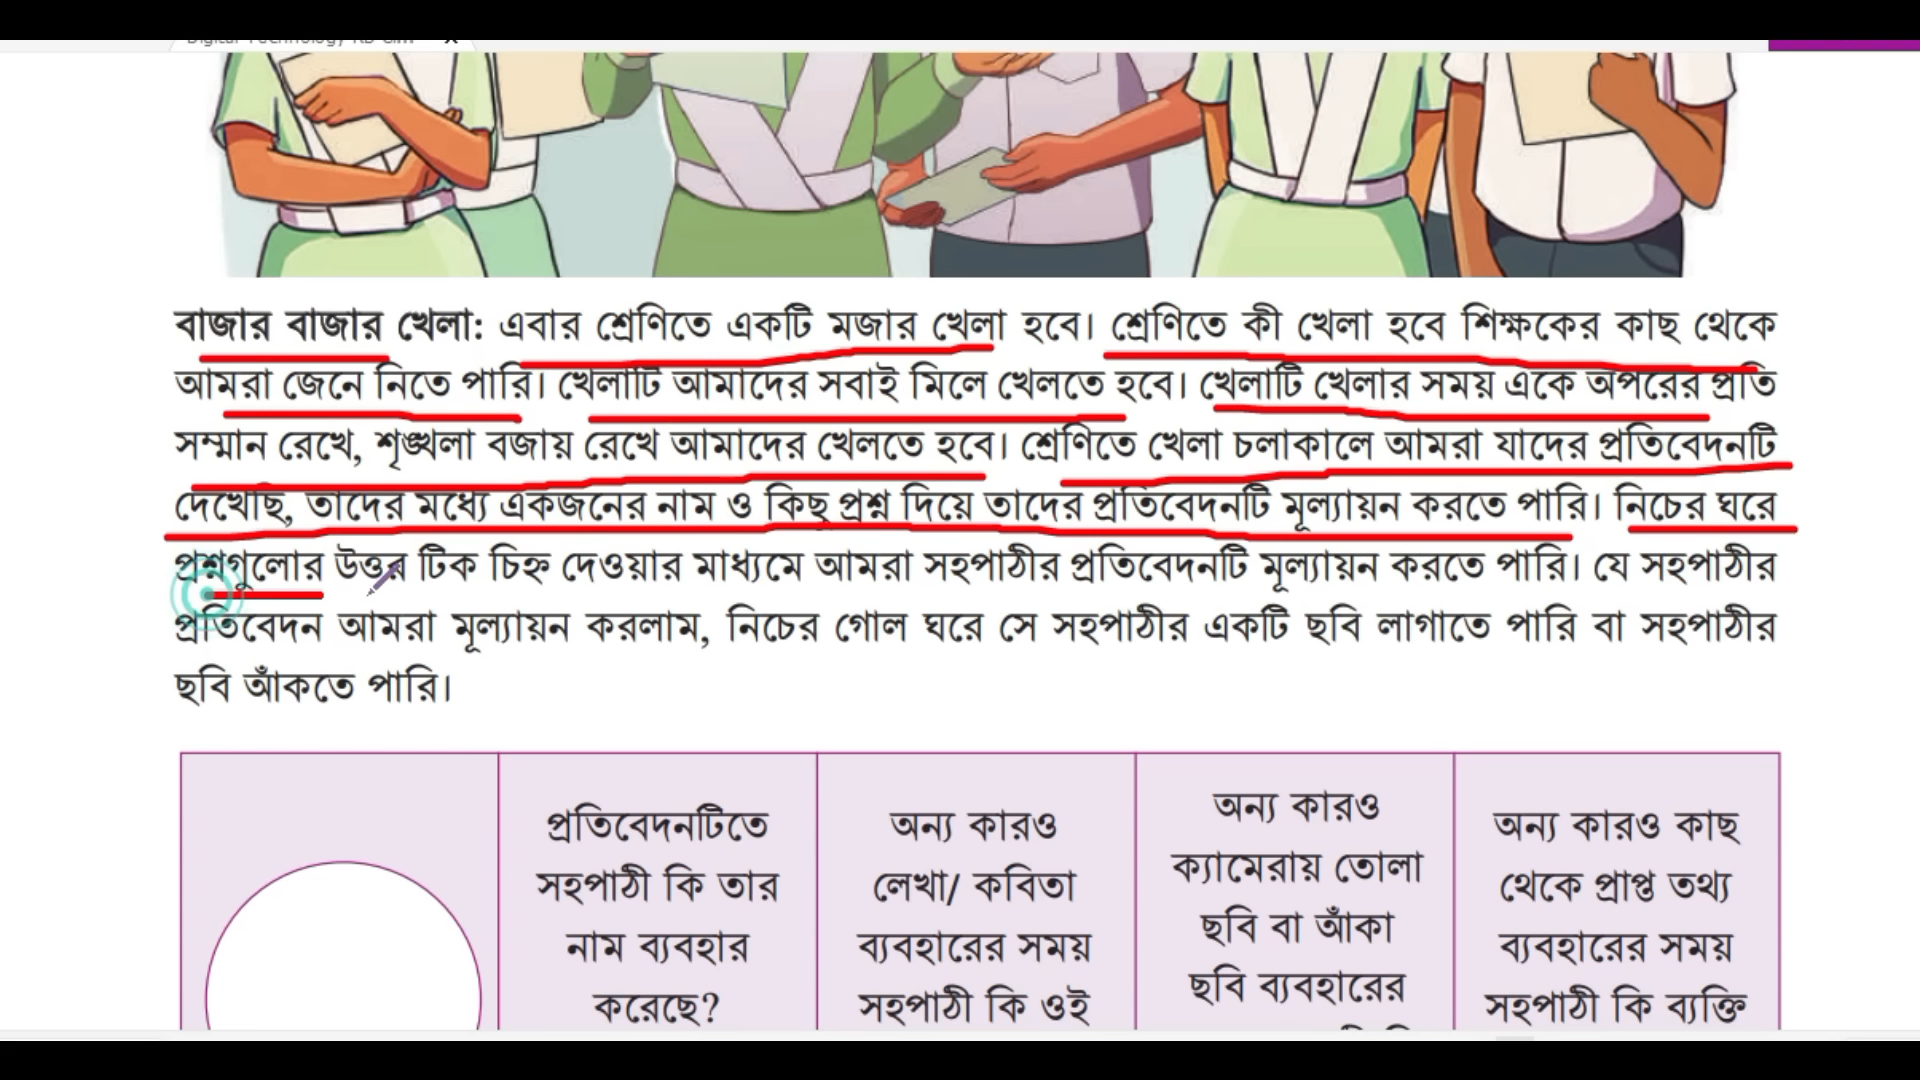 বাজার বাজার খেলা: এবার শ্রেণিতে একটি মজার খেলা হবে। শ্রেণিতে কী খেলা হবে শিক্ষকের কাছ থেকে
আমরা জেনে নিতে পারি। খেলাটি আমাদের সবাই মিলে খেলতে হবে। খেলাটি খেলার সময় একে অপরের প্রতি
সম্মান রেখে, শৃঙ্খলা বজায় রেখে আমাদের খেলতে হবে। শ্রেণিতে খেলা চলাকালে আমরা যাদের প্রতিবেদনটি
দেখেছি, তাদের মধ্যে একজনের নাম ও কিছু প্রশ্ন দিয়ে তাদের প্রতিবেদনটি মূল্যায়ন করতে পারি। নিচের ঘরে
প্রশ্নগুলোর উত্তর টিক চিহ্ন দেওয়ার মাধ্যমে আমরা সহপাঠীর প্রতিবেদনটি মূল্যায়ন করতে পারি। যে সহপাঠীর
প্রতিবেদন আমরা মূল্যায়ন করলাম, নিচের গোল ঘরে সে সহপাঠীর একটি ছবি লাগাতে পারি বা সহপাঠীর
ছবি আঁকতে পারি।
প্রতিবেদনটিতে
সহপাঠী কি তার
নাম ব্যবহার
করেছে?
অন্য কারও
লেখা/ কবিতা
ব্যবহারের সময়
সহপাঠী কি ওই
অন্য কারও
ক্যামেরায় তোলা
ছবি বা আঁকা
ছবি ব্যবহারের
অন্য কারও কাছ
থেকে প্রাপ্ত তথ্য
ব্যবহারের সময়
সহপাঠী কি ব্যক্তি